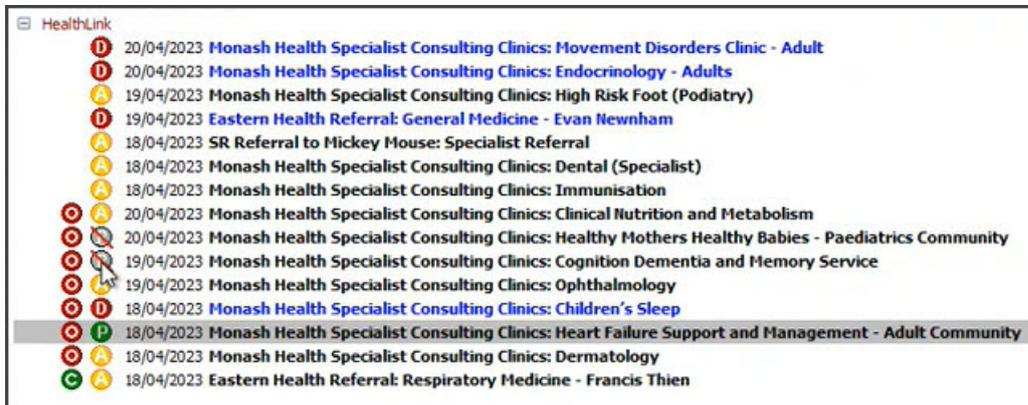 HealthLink
D 20/04/2023 Monash Health Specialist Consulting Clinics: Movement Disorders Clinic - Adult
D 20/04/2023 Monash Health Specialist Consulting Clinics: Endocrinology - Adults
A 19/04/2023 Monash Health Specialist Consulting Clinics: High Risk Foot (Podiatry)
D 19/04/2023 Eastern Health Referral: General Medicine - Evan Newnham
A 18/04/2023 SR Referral to Mickey Mouse: Specialist Referral
A 18/04/2023 Monash Health Specialist Consulting Clinics: Dental (Specialist)
A 18/04/2023 Monash Health Specialist Consulting Clinics: Immunisation
A 20/04/2023 Monash Health Specialist Consulting Clinics: Clinical Nutrition and Metabolism
20/04/2023 Monash Health Specialist Consulting Clinics: Healthy Mothers Healthy Babies - Paediatrics Community
19/04/2023 Monash Health Specialist Consulting Clinics: Cognition Dementia and Memory Service
A 19/04/2023 Monash Health Specialist Consulting Clinics: Ophthalmology
D 18/04/2023 Monash Health Specialist Consulting Clinics: Children's Sleep
P 18/04/2023 Monash Health Specialist Consulting Clinics: Heart Failure Support and Management - Adult Community
A 18/04/2023 Monash Health Specialist Consulting Clinics: Dermatology
C A 18/04/2023 Eastern Health Referral: Respiratory Medicine - Francis Thien